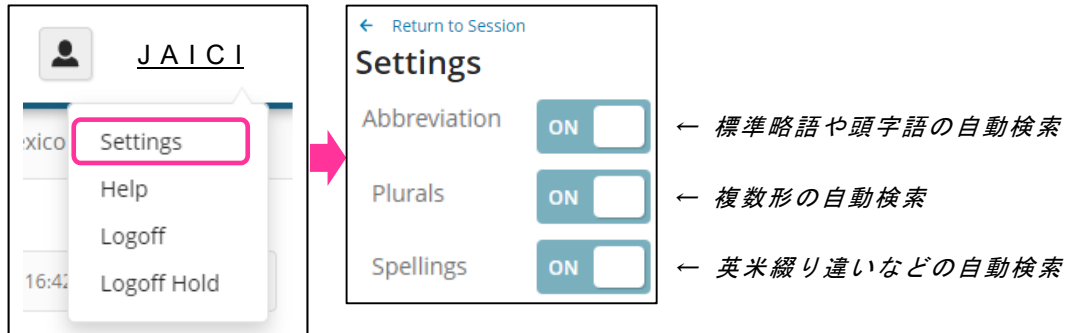 JAICI
exico
Settings
Help
Logoff
16:42
Logoff Hold
← Return to Session
Settings
Abbreviation ON ← 標準略語や頭字語の自動検索
Plurals ON ← 複数形の自動検索
Spellings ON ← 英米綴り違いなどの自動検索